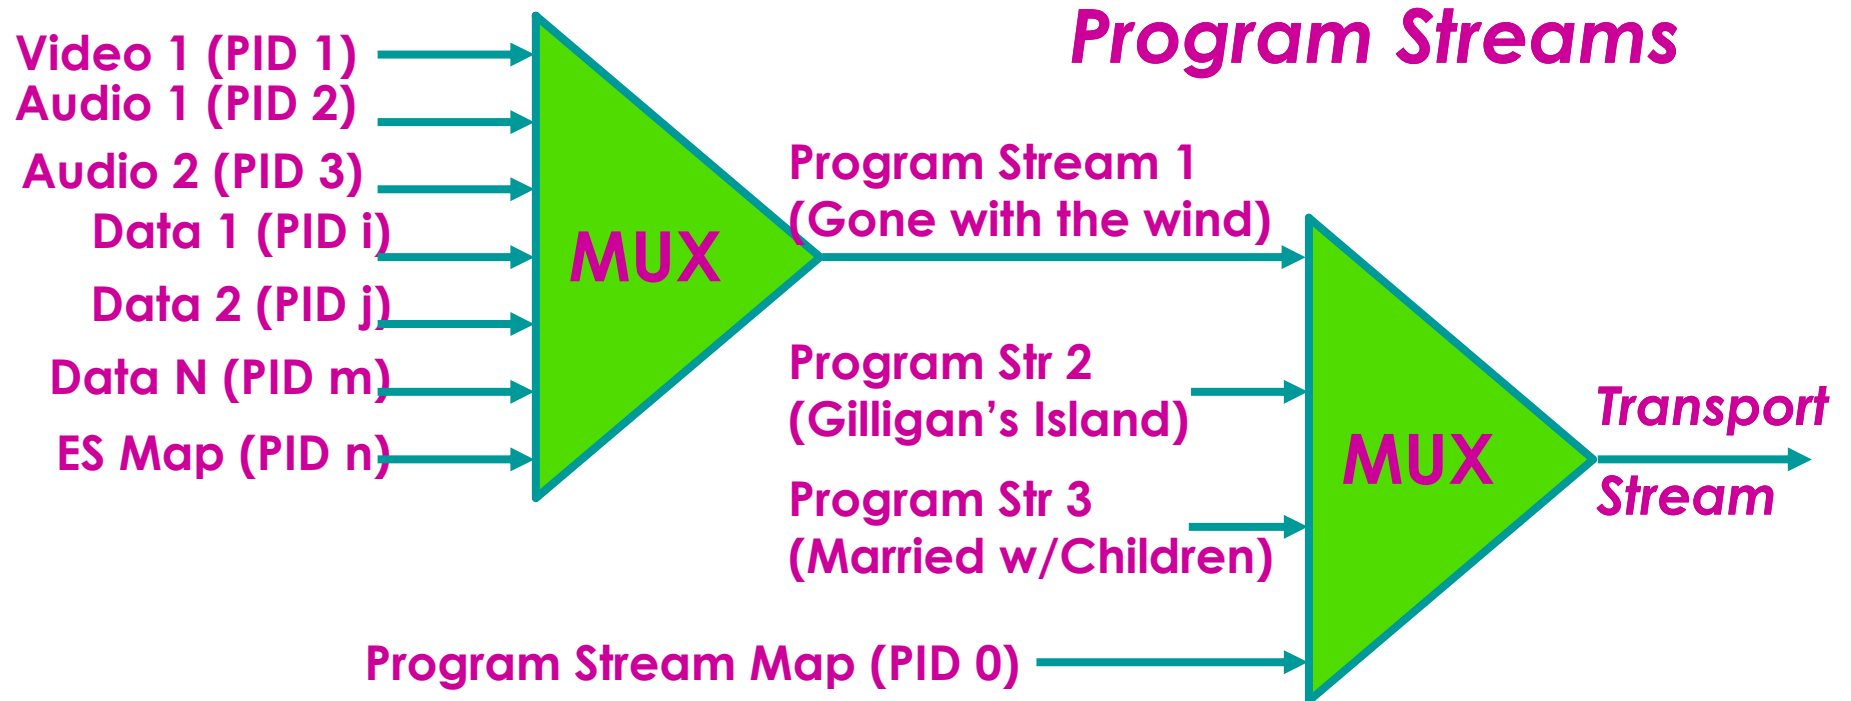 Program Streams
Video 1 (PID 1)
Audio 1 (PID 2)
Audio 2 (PID 3)
Data 1 (PID i)
Data 2 (PID j)
Data N (PID m)
ES Map (PID n)
MUX
Program Stream 1
(Gone with the wind)
Program Str 2
(Gilligan’s Island)
Program Str 3
(Married w/Children)
Program Stream Map (PID 0)
MUX
Transport
Stream